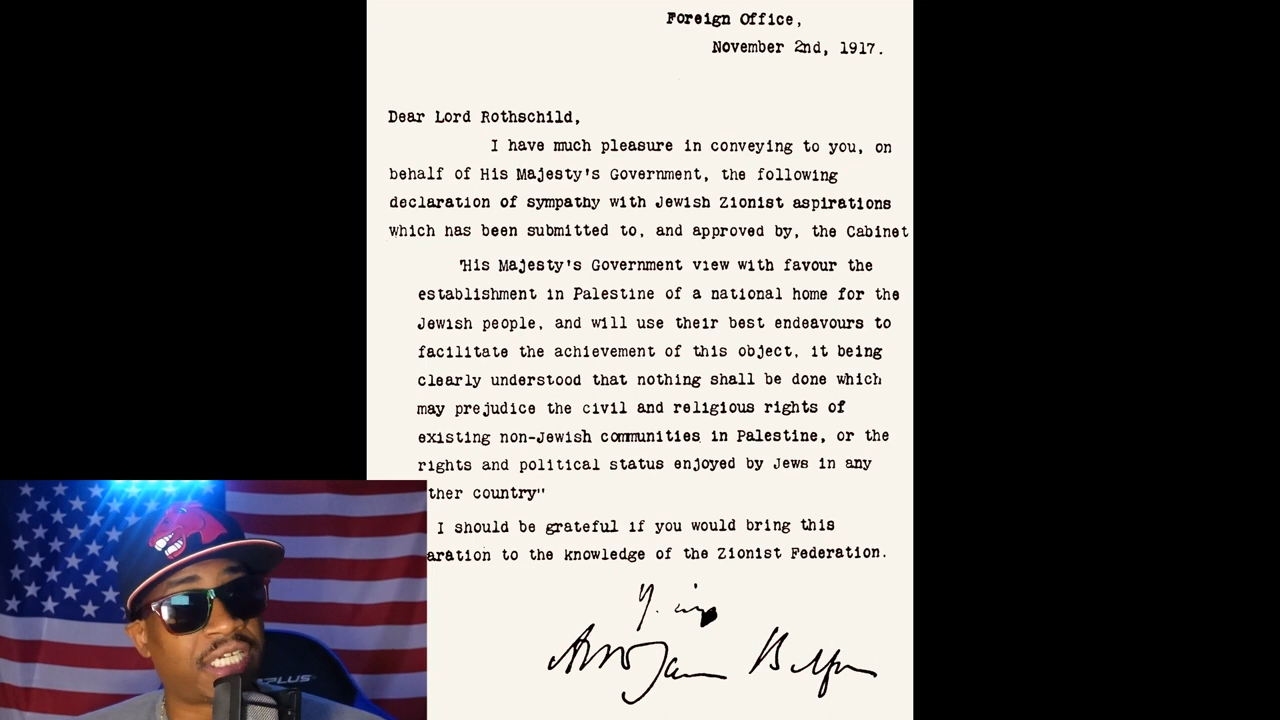 Foreign Office,
November 2nd, 1917.
Dear Lord Rothschild,
I have much pleasure in conveying to you, on
behalf of His Majesty's Government, the following
declaration of sympathy with Jewish Zionist aspirations
which has been submitted to, and approved by, the Cabinet
"His Majesty's Government view with favour the
establishment in Palestine of a national home for the
Jewish people, and will use their best endeavours to
facilitate the achievement of this object, it being
clearly understood that nothing shall be done which
may prejudice the civil and religious rights of
existing non-Jewish communities in Palestine, or the
rights and political status enjoyed by Jews in any
ther country"
I should be grateful if you would bring this
aration to the knowledge of the Zionist Federation.
PLUS